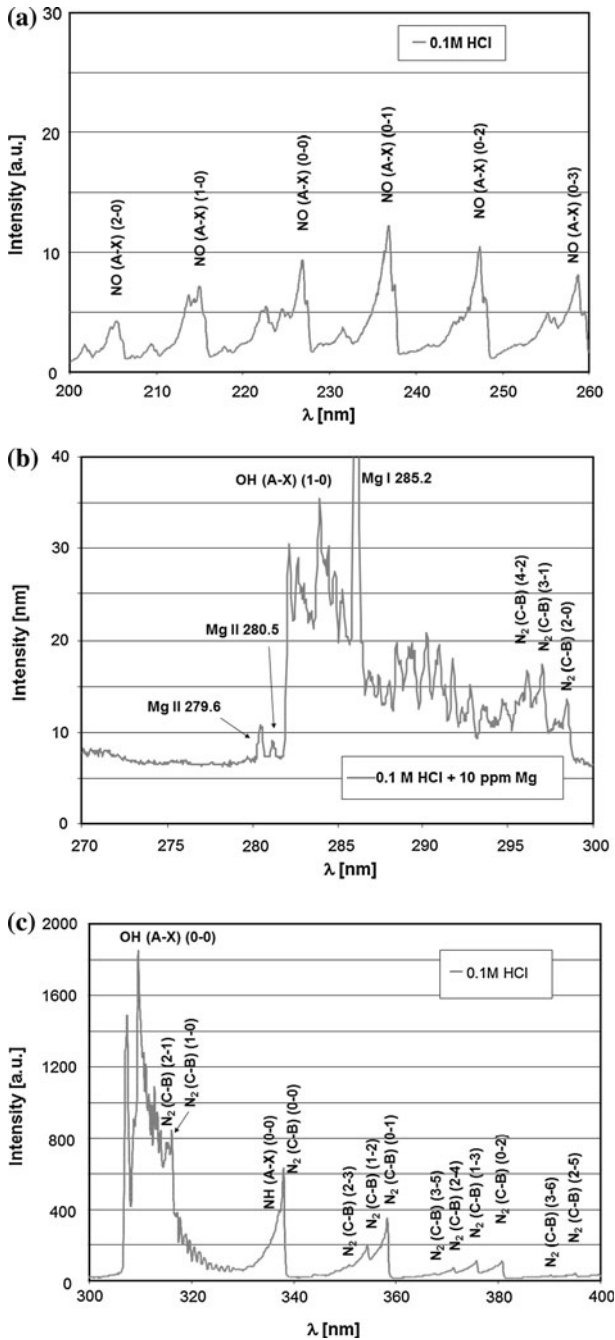 (a)
30
20
10
0
Intensity [a.u.]
0.1M HCl
NO (A-X) (2-0)
NO (A-X) (1-0)
NO (A-X) (0-0)
NO (A-X) (0-1)
NO (A-X) (0-2)
NO (A-X) (0-3)
200 210 220 230 240 250 260
λ [nm]
(b)
40
30
20
10
0
Intensity [nm]
OH (A-X) (1-0)
Mg I 285.2
Mg II 280.5
Mg II 279.6
N₂ (C-B) (4-2)
N₂ (C-B) (3-1)
N₂ (C-B) (2-0)
0.1 M HCl + 10 ppm Mg
270 275 280 285 290 295 300
λ [nm]
(c)
2000
1600
1200
800
400
0
Intensity [a.u.]
OH (A-X) (0-0)
0.1M HCl
N₂ (C-B) (2-1)
N₂ (C-B) (1-0)
NH (A-X) (0-0)
N₂ (C-B) (0-0)
N₂ (C-B) (2-3)
N₂ (C-B) (1-2)
N₂ (C-B) (0-1)
N₂ (C-B) (3-5)
N₂ (C-B) (2-4)
N₂ (C-B) (1-3)
N₂ (C-B) (0-2)
N₂ (C-B) (3-6)
N₂ (C-B) (2-5)
300 320 340 360 380 400
λ [nm]